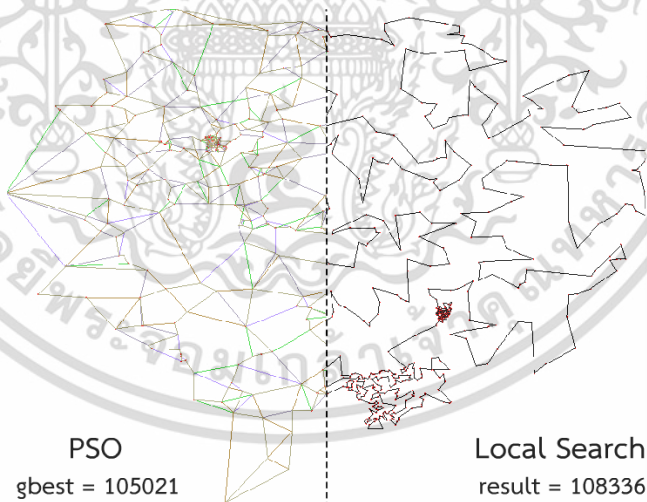 PSO
gbest = 105021
Local Search
result = 108336